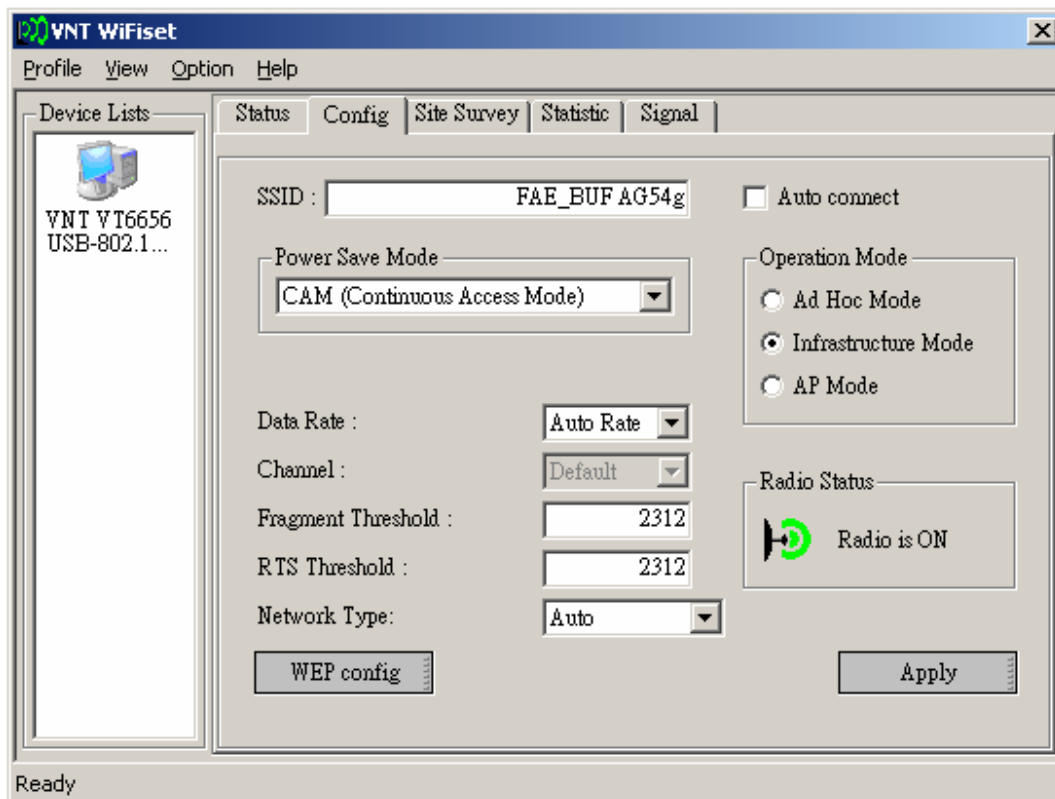 VNT WiFiset
Profile View Option Help
Device Lists
VNT VT6656
USB-802.1...
Status Config Site Survey Statistic Signal
SSID : FAE_BUF AG54g
Auto connect
Power Save Mode
CAM (Continuous Access Mode)
Operation Mode
Ad Hoc Mode
Infrastructure Mode
AP Mode
Data Rate : Auto Rate
Channel : Default
Fragment Threshold : 2312
RTS Threshold : 2312
Network Type: Auto
Radio Status
Radio is ON
WEP config
Apply
Ready